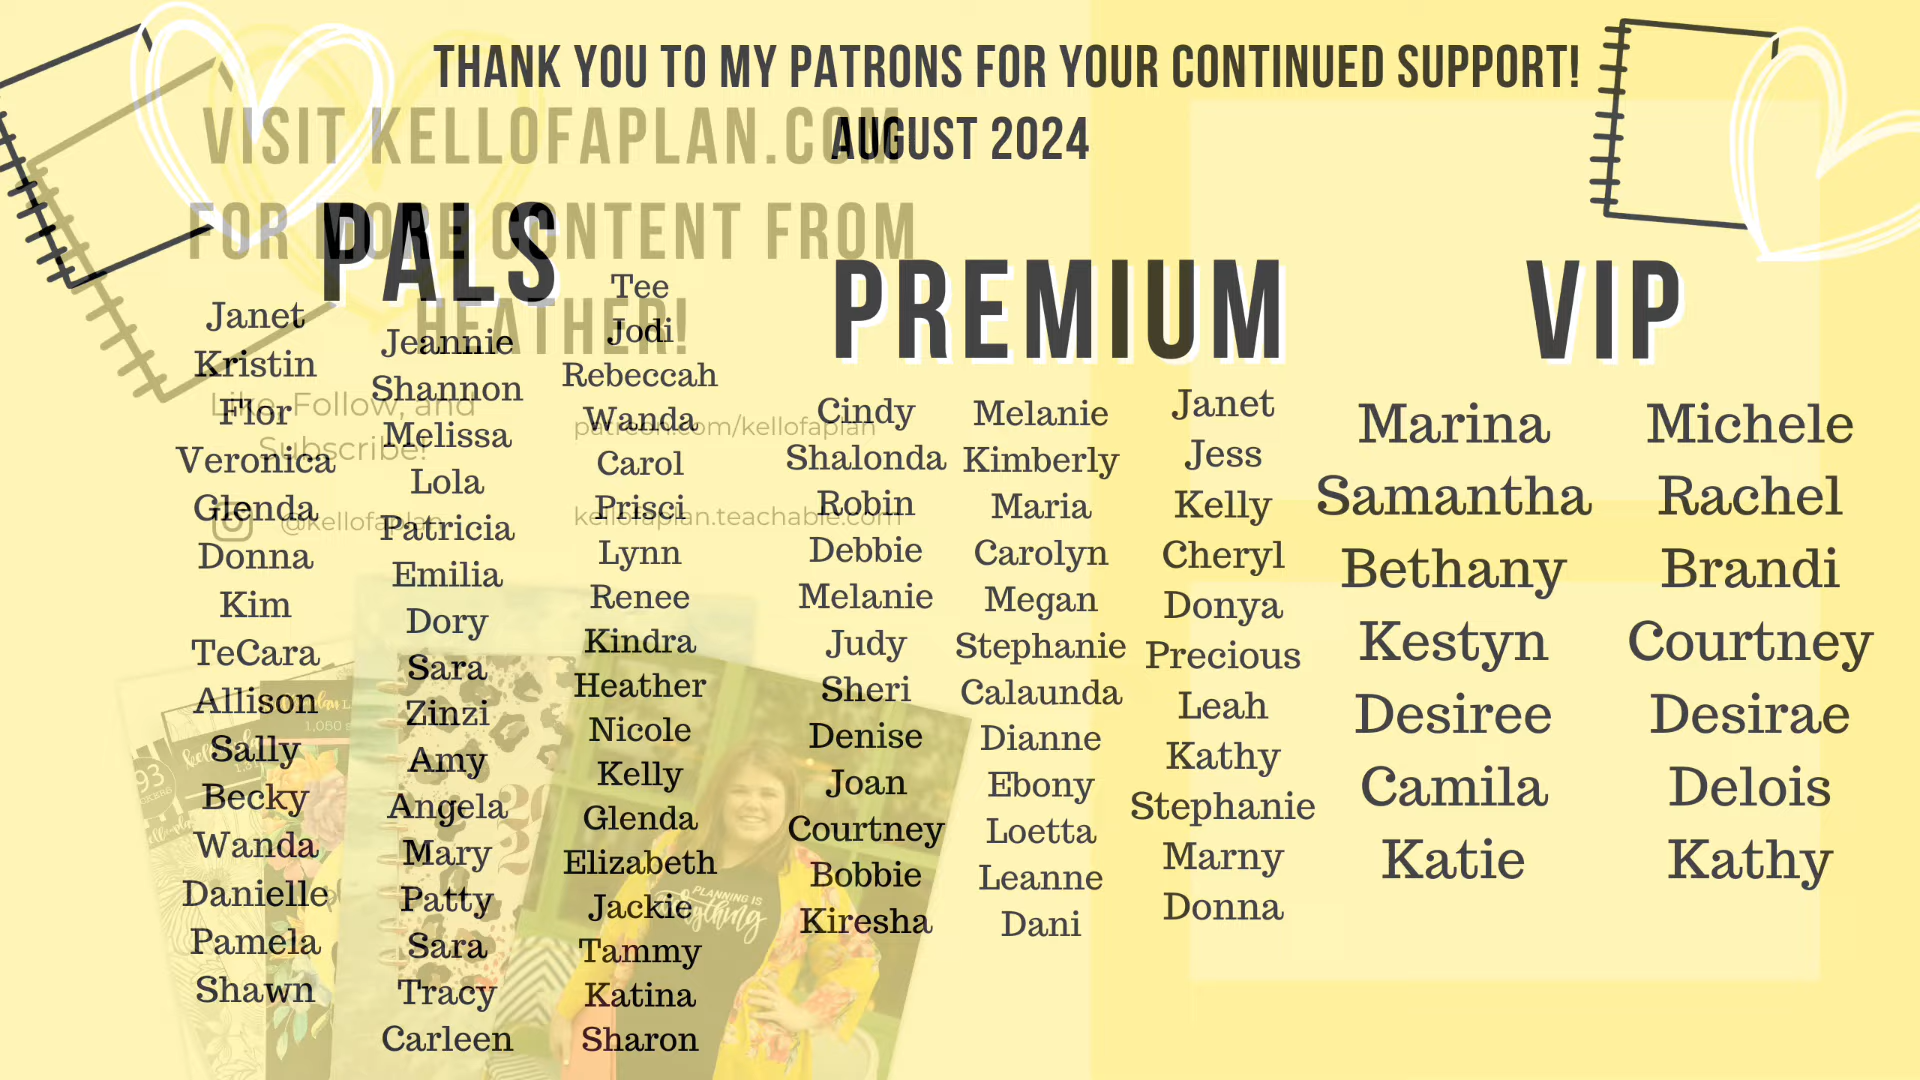 THANK YOU TO MY PATRONS FOR YOUR CONTINUED SUPPORT!
AUGUST 2024
VISIT KELLOFAPLAN.COM
FOR MORE CONTENT FROM
HEATHER!
Like, Follow, and
Subscribe!
@kellofaplan
patreon.com/kellofaplan
kellofaplan.teachable.com
PALS
Janet
Kristin
Flor
Veronica
Glenda
Donna
Kim
TeCara
Allison
Sally
Becky
Wanda
Danielle
Pamela
Shawn
Jeannie
Shannon
Melissa
Lola
Patricia
Emilia
Dory
Sara
Zinzi
Amy
Angela
Mary
Patty
Sara
Tracy
Carleen
Tee
Jodi
Rebeccah
Wanda
Carol
Prisci
Lynn
Renee
Kindra
Heather
Nicole
Kelly
Glenda
Elizabeth
Jackie
Tammy
Katina
Sharon
PREMIUM
Cindy
Shalonda
Robin
Debbie
Melanie
Judy
Sheri
Denise
Joan
Courtney
Bobbie
Kiresha
Melanie
Kimberly
Maria
Carolyn
Megan
Stephanie
Calaunda
Dianne
Ebony
Loetta
Leanne
Dani
Janet
Jess
Kelly
Cheryl
Donya
Precious
Leah
Kathy
Stephanie
Marny
Donna
VIP
Marina
Samantha
Bethany
Kestyn
Desiree
Camila
Katie
Michele
Rachel
Brandi
Courtney
Desirae
Delois
Kathy
PLANNING IS
everything